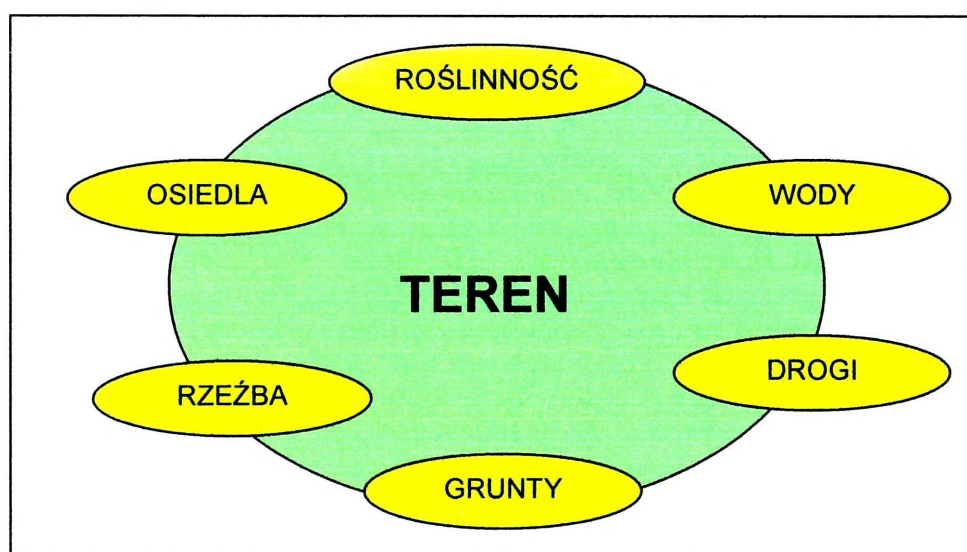 ROŚLINNOŚĆ
OSIEDLA
WODY
TEREN
RZEŹBA
DROGI
GRUNTY